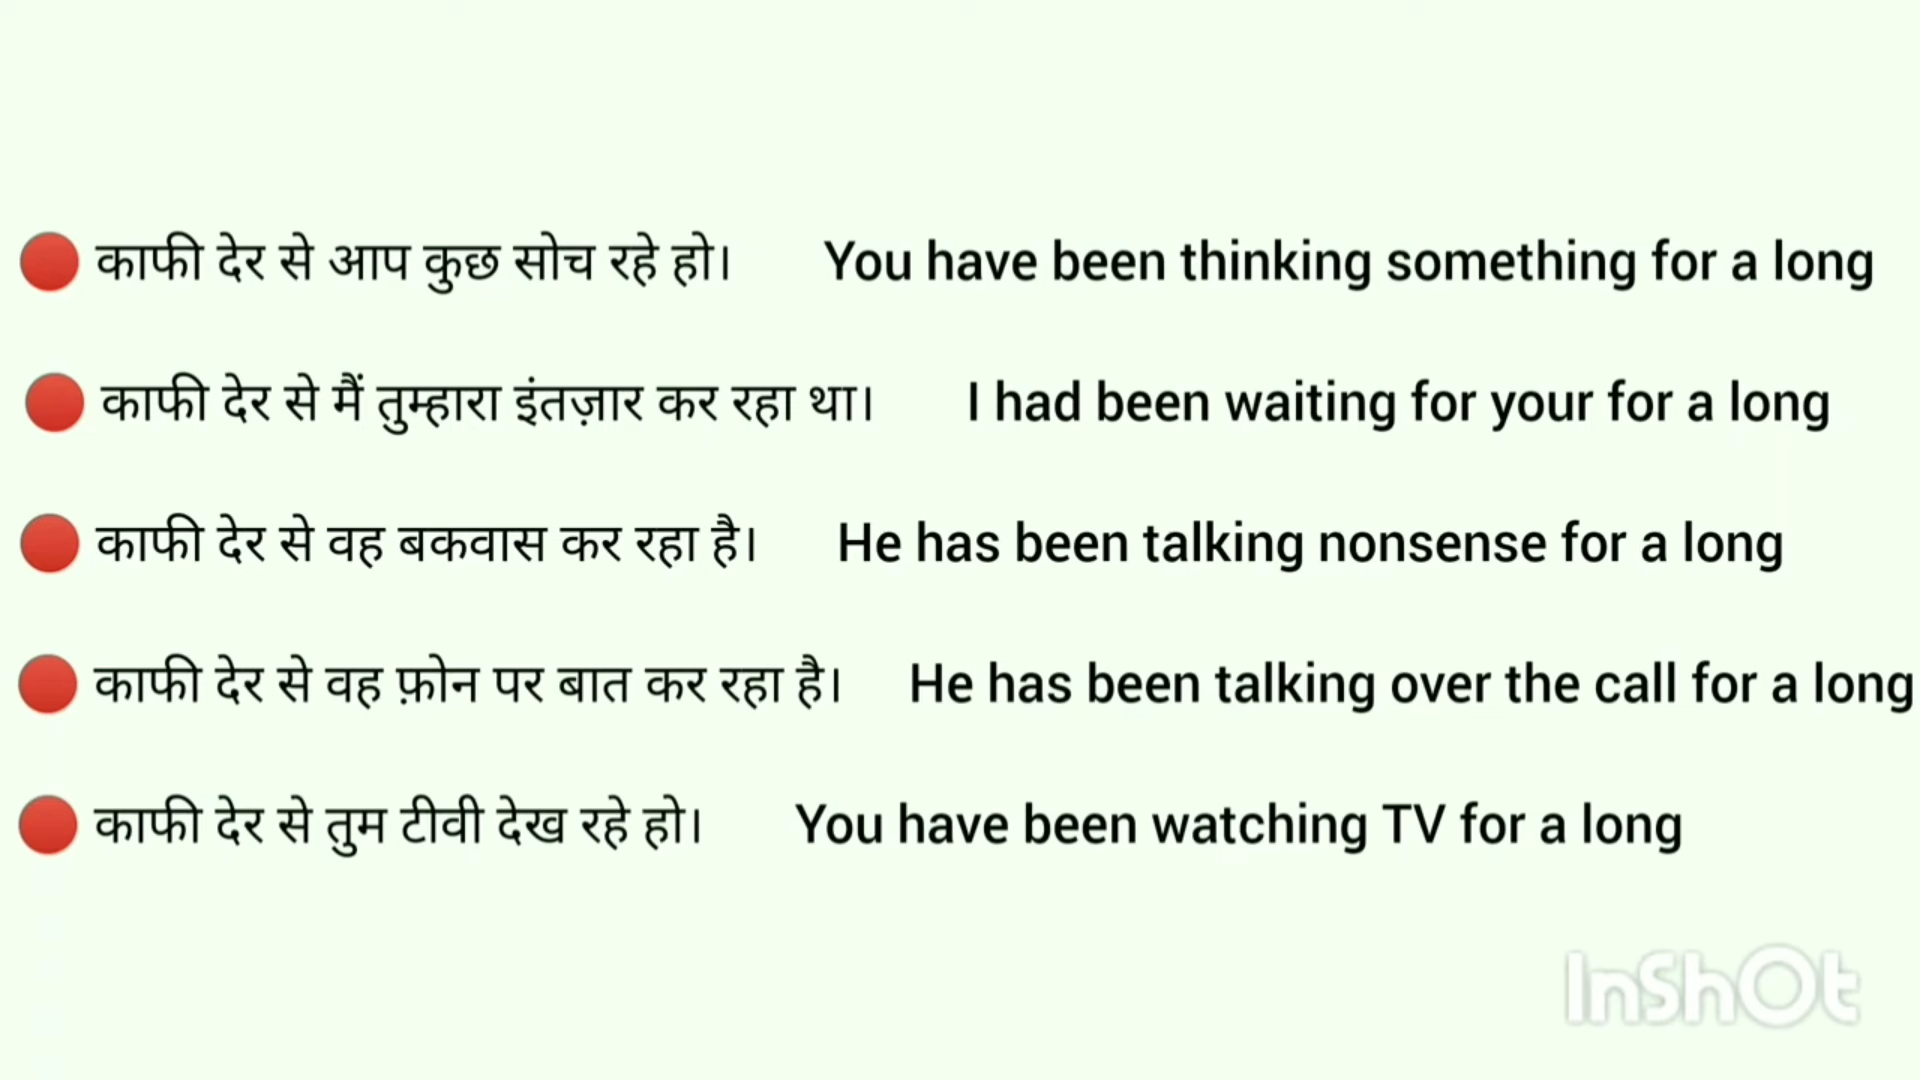 काफी देर से आप कुछ सोच रहे हो। You have been thinking something for a long
काफी देर से मैं तुम्हारा इंतज़ार कर रहा था। I had been waiting for your for a long
काफी देर से वह बकवास कर रहा है। He has been talking nonsense for a long
काफी देर से वह फ़ोन पर बात कर रहा है। He has been talking over the call for a long
काफी देर से तुम टीवी देख रहे हो। You have been watching TV for a long
InShOt